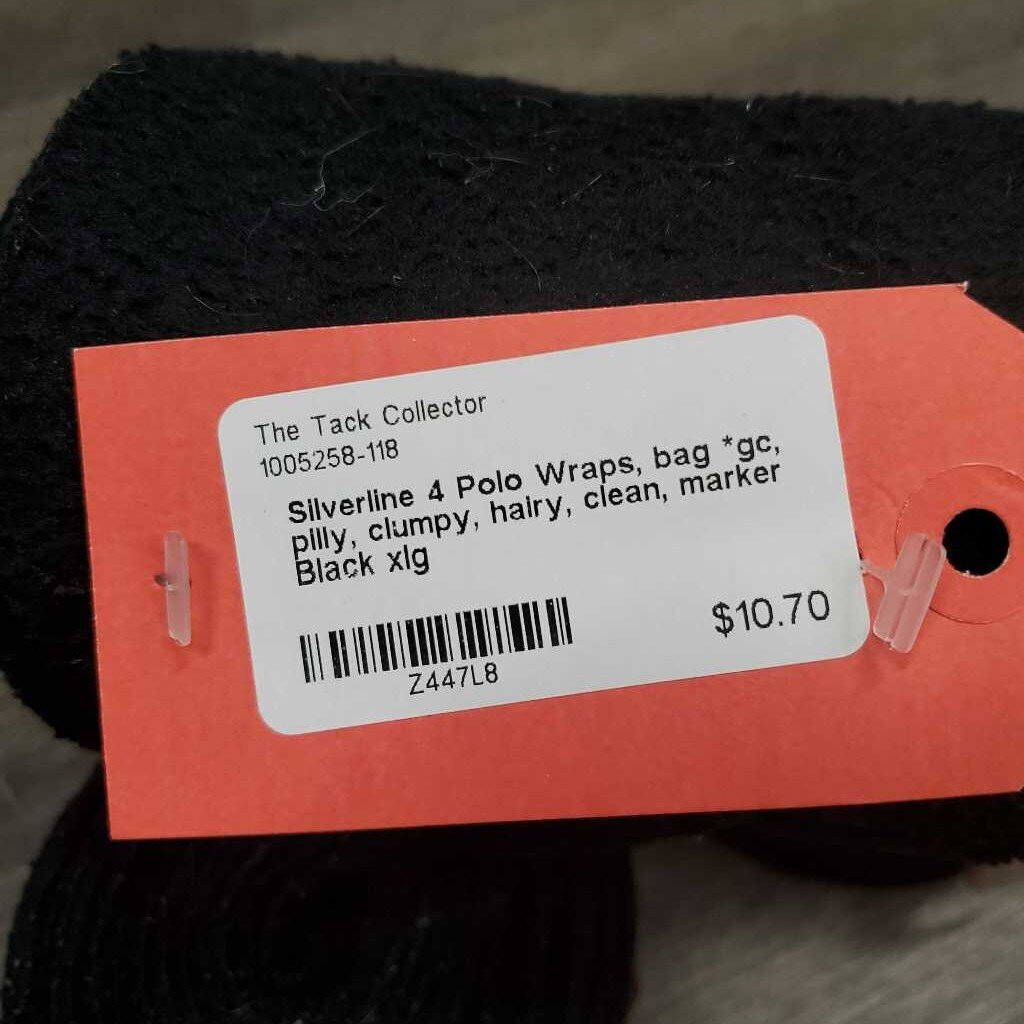 The Tack Collector
1005258-118
Silverline 4 Polo Wraps, bag *gc,
pilly, clumpy, hairy, clean, marker
Black xlg
$10.70
Z447L8